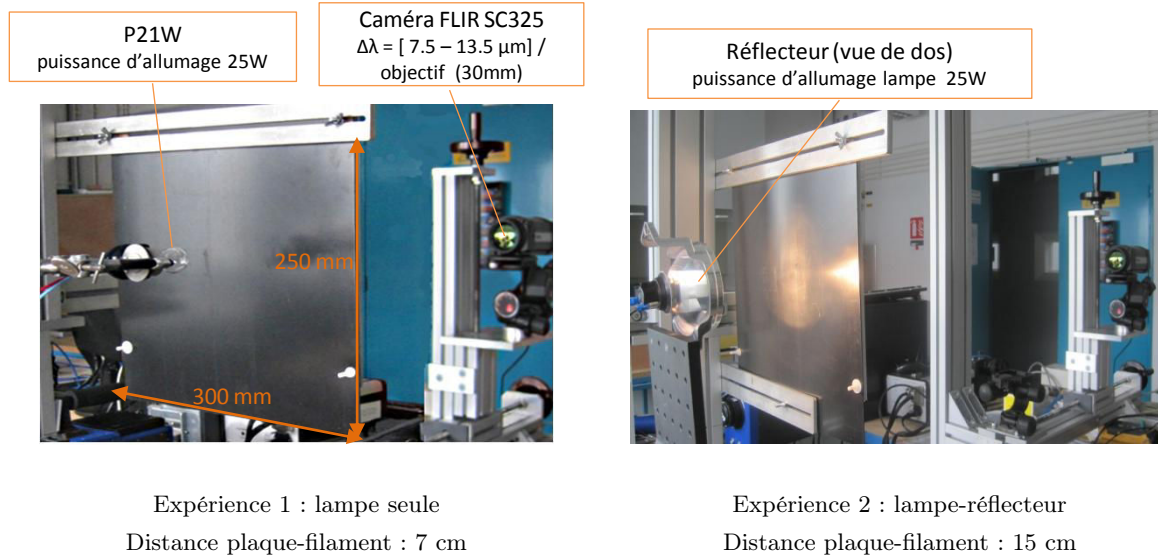 P21W
puissance d'allumage 25W
Caméra FLIR SC325
Δλ = [ 7.5 – 13.5 µm] /
objectif (30mm)
250 mm
300 mm
Réflecteur (vue de dos)
puissance d'allumage lampe 25W
Expérience 1 : lampe seule
Distance plaque-filament : 7 cm
Expérience 2 : lampe-réflecteur
Distance plaque-filament : 15 cm